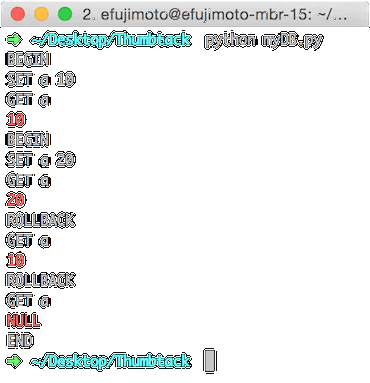 2. efujimoto@efujimoto-mbr-15: ~/...
➜ ~/Desktop/Thumbtack python myDB.py
BEGIN
SET a 10
GET a
10
BEGIN
SET a 20
GET a
20
ROLLBACK
GET a
10
ROLLBACK
GET a
NULL
END
➜ ~/Desktop/Thumbtack